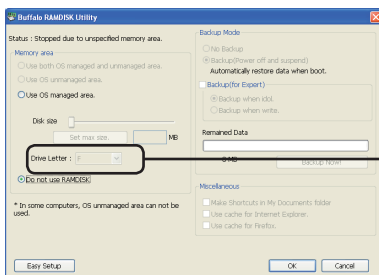 Buffalo RAMDISK Utility
Status : Stopped due to unspecified memory area.
Memory area
Use both OS managed and unmanaged area.
Use OS unmanaged area.
Use OS managed area.
Disk size
Set max size.
MB
Drive Letter : F
Do not use RAMDISK
* In some computers, OS unmanaged area can not be
used.
Easy Setup
Backup Mode
No Backup
Backup(Power off and suspend)
Automatically restore data when boot.
Backup(for Expert)
Backup when idol.
Backup when write.
Remained Data
0 MB
Backup Now!
Miscellaneous
Make Shortcuts in My Documents folder
Use cache for Internet Explorer.
Use cache for Firefox.
OK
Cancel